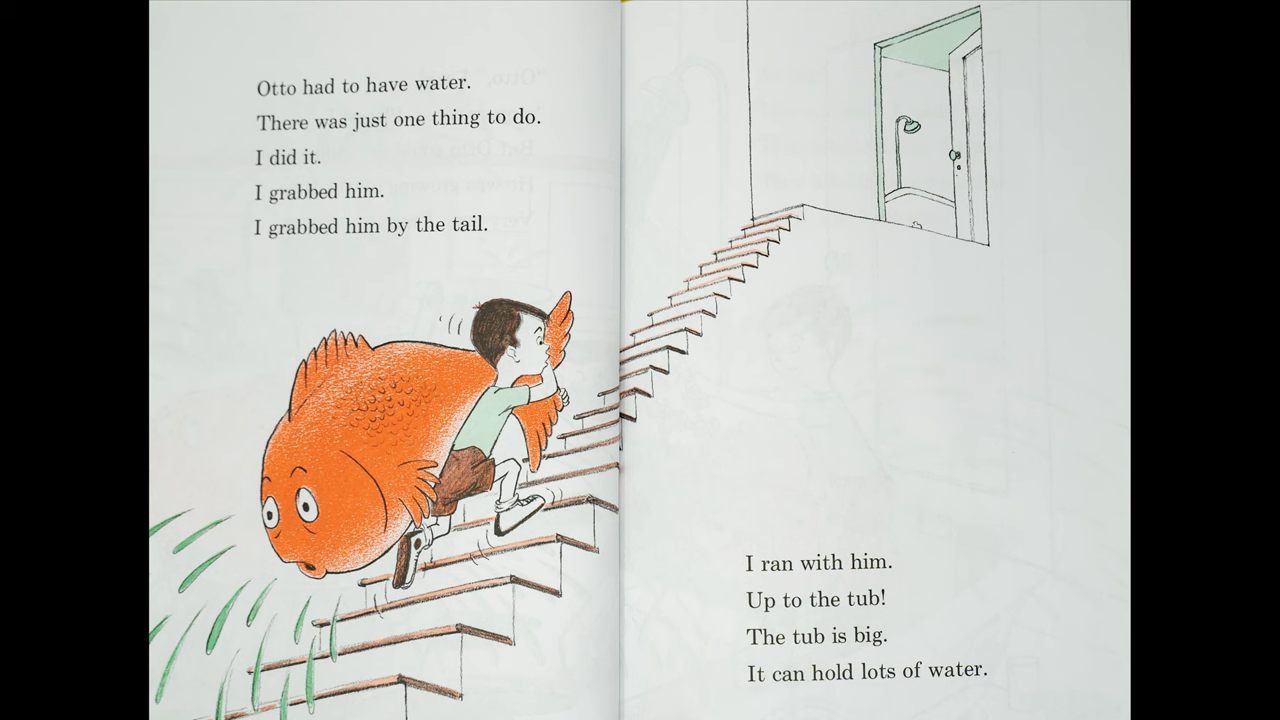 Otto had to have water.
There was just one thing to do.
I did it.
I grabbed him.
I grabbed him by the tail.
I ran with him.
Up to the tub!
The tub is big.
It can hold lots of water.